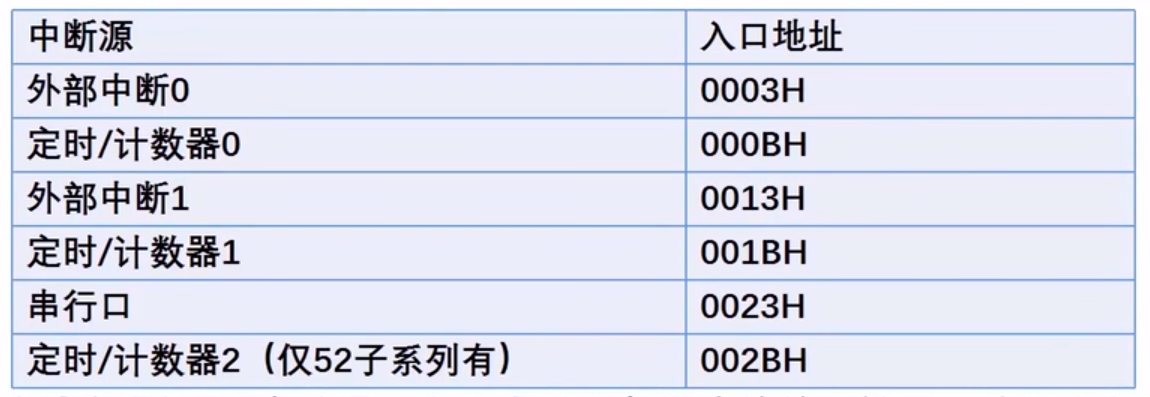 中断源 入口地址
外部中断0 0003H
定时/计数器0 000BH
外部中断1 0013H
定时/计数器1 001BH
串行口 0023H
定时/计数器2（仅52子系列有） 002BH